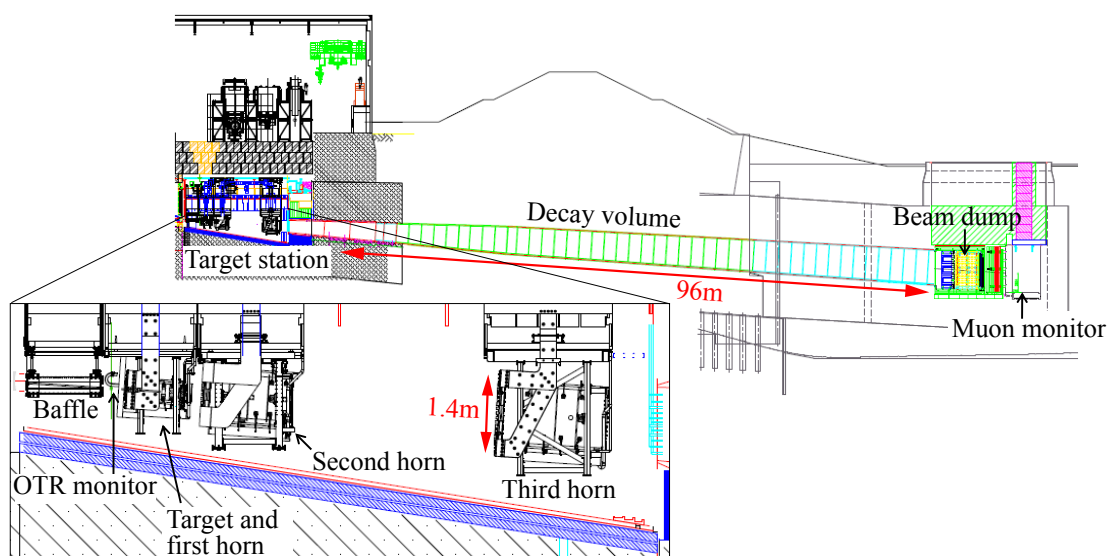 Decay volume
Beam dump
Target station
96m
Muon monitor
Baffle
1.4m
Second horn
OTR monitor
Third horn
Target and
first horn